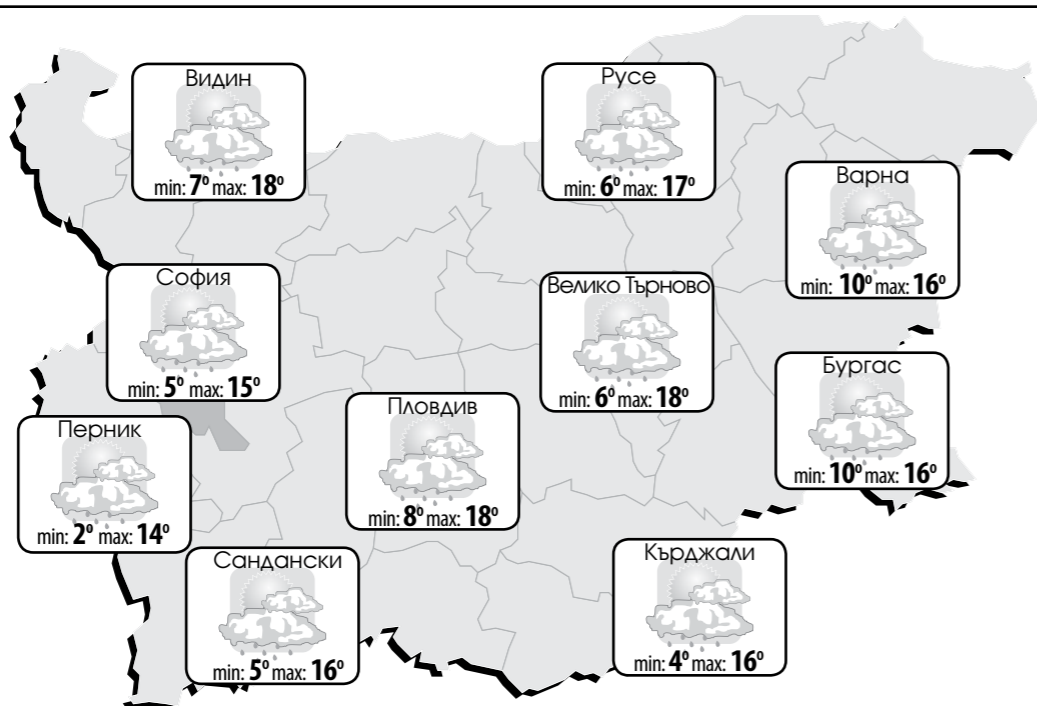 Видин
min: 7° max: 18°
Русе
min: 6° max: 17°
Варна
min: 10° max: 16°
София
min: 5° max: 15°
Велико Търново
min: 6° max: 18°
Бургас
min: 10° max: 16°
Пловдив
min: 8° max: 18°
Перник
min: 2° max: 14°
Сандански
min: 5° max: 16°
Кърджали
min: 4° max: 16°